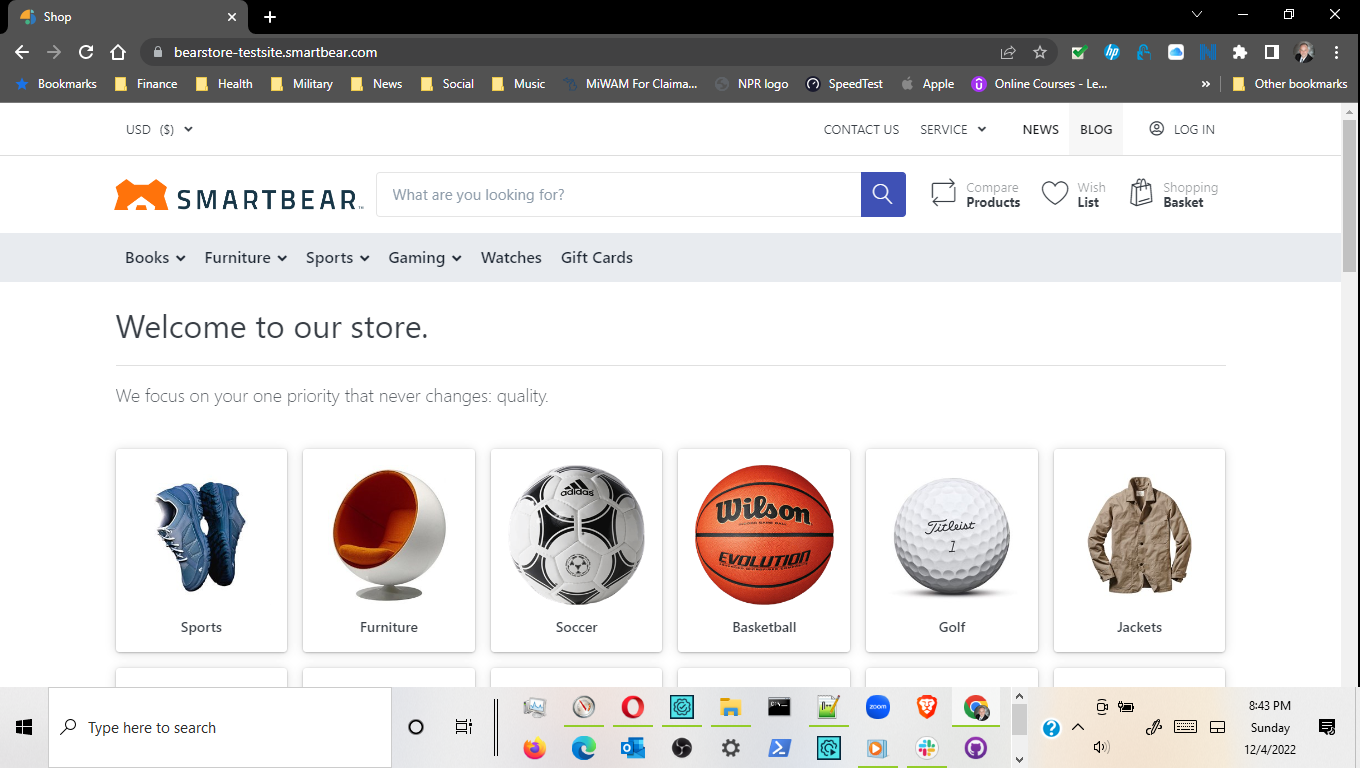 Shop
bearstore-testsite.smartbear.com
Bookmarks Finance Health Military News Social Music MiWAM For Claima... NPR logo SpeedTest Apple Online Courses - Le... » Other bookmarks
USD ($) CONTACT US SERVICE NEWS BLOG LOG IN
SMARTBEAR
What are you looking for?
Compare
Products
Wish
List
Shopping
Basket
Books Furniture Sports Gaming Watches Gift Cards
Welcome to our store.
We focus on your one priority that never changes: quality.
adidas
Wilson
EVOLUTION
Titleist
1
Sports Furniture Soccer Basketball Golf Jackets
Type here to search
zoom
8:43 PM
Sunday
12/4/2022